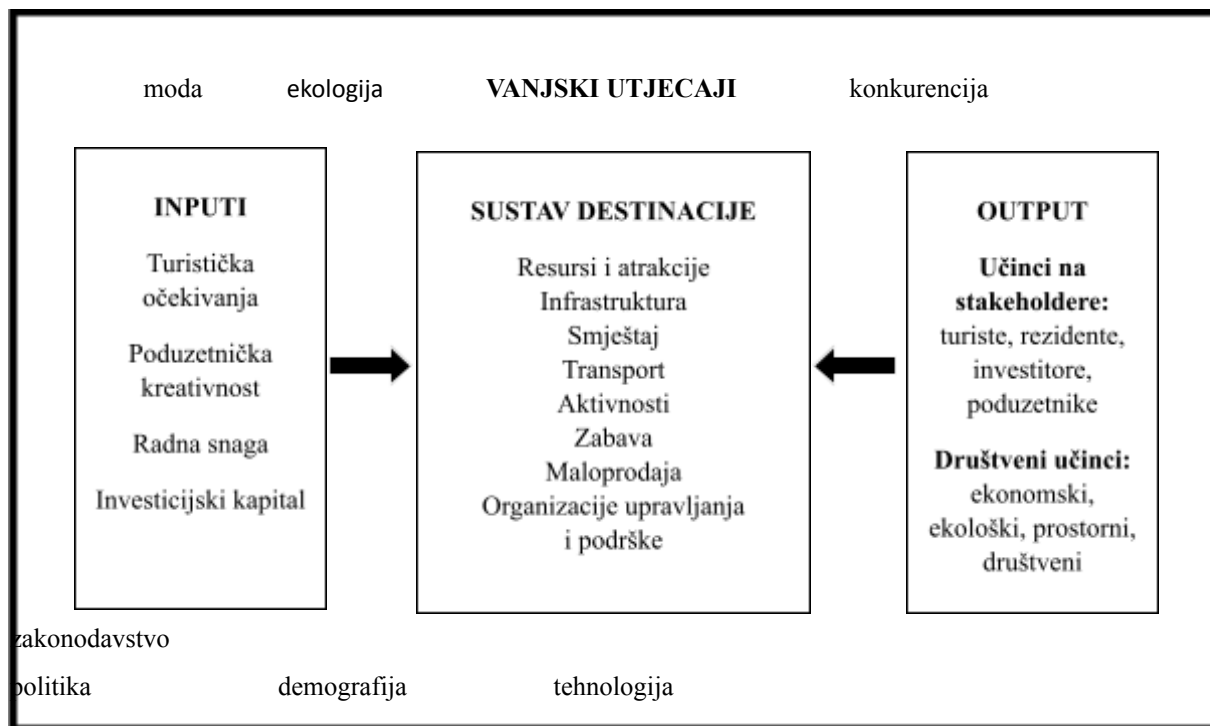 moda ekologija VANJSKI UTJECAJI konkurencija
INPUTI
Turistička
očekivanja
Poduzetnička
kreativnost
Radna snaga
Investicijski kapital
SUSTAV DESTINACIJE
Resursi i atrakcije
Infrastruktura
Smještaj
Transport
Aktivnosti
Zabava
Maloprodaja
Organizacije upravljanja
i podrške
OUTPUT
Učinci na
stakeholdere:
turiste, rezidente,
investitore,
poduzetnike
Društveni učinci:
ekonomski,
ekološki, prostorni,
društveni
zakonodavstvo
politika demografija tehnologija